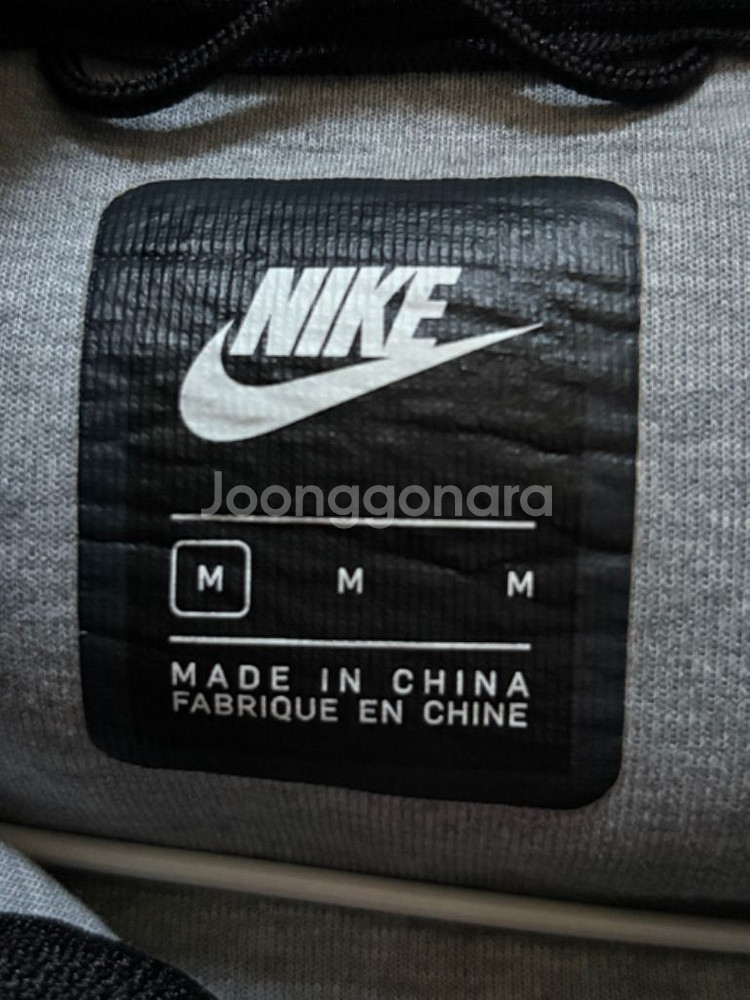 NIKE
Joonggonara
M M M
MADE IN CHINA
FABRIQUE EN CHINE